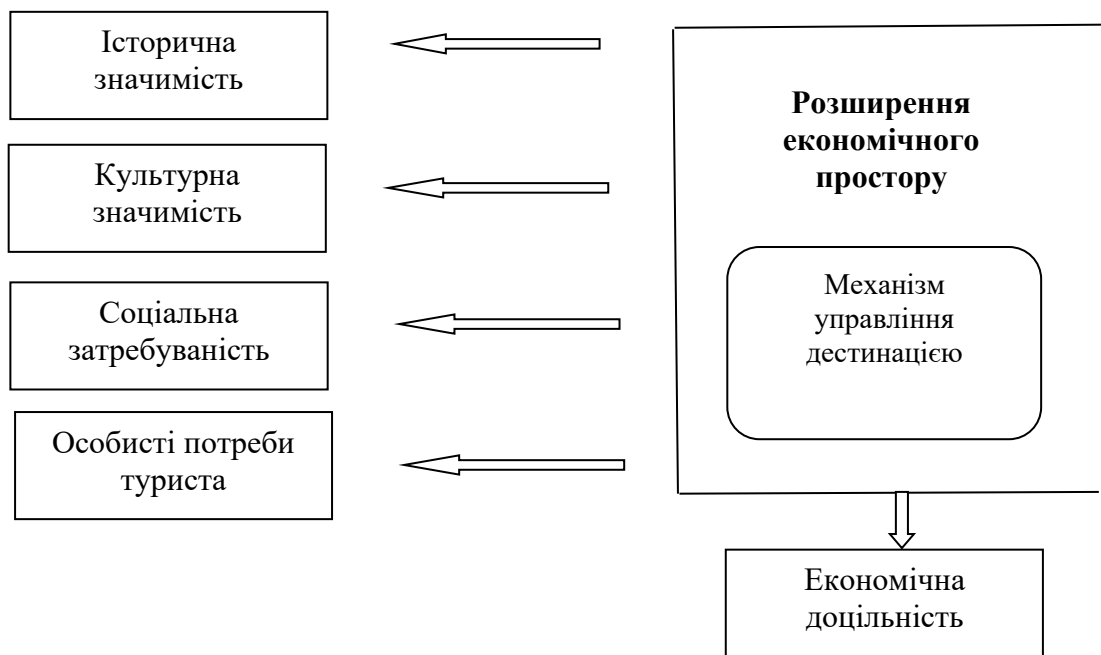 Історична
значимість
Культурна
значимість
Соціальна
затребуваність
Особисті потреби
туриста
Розширення
економічного
простору
Механізм
управління
дестинацією
Економічна
доцільність